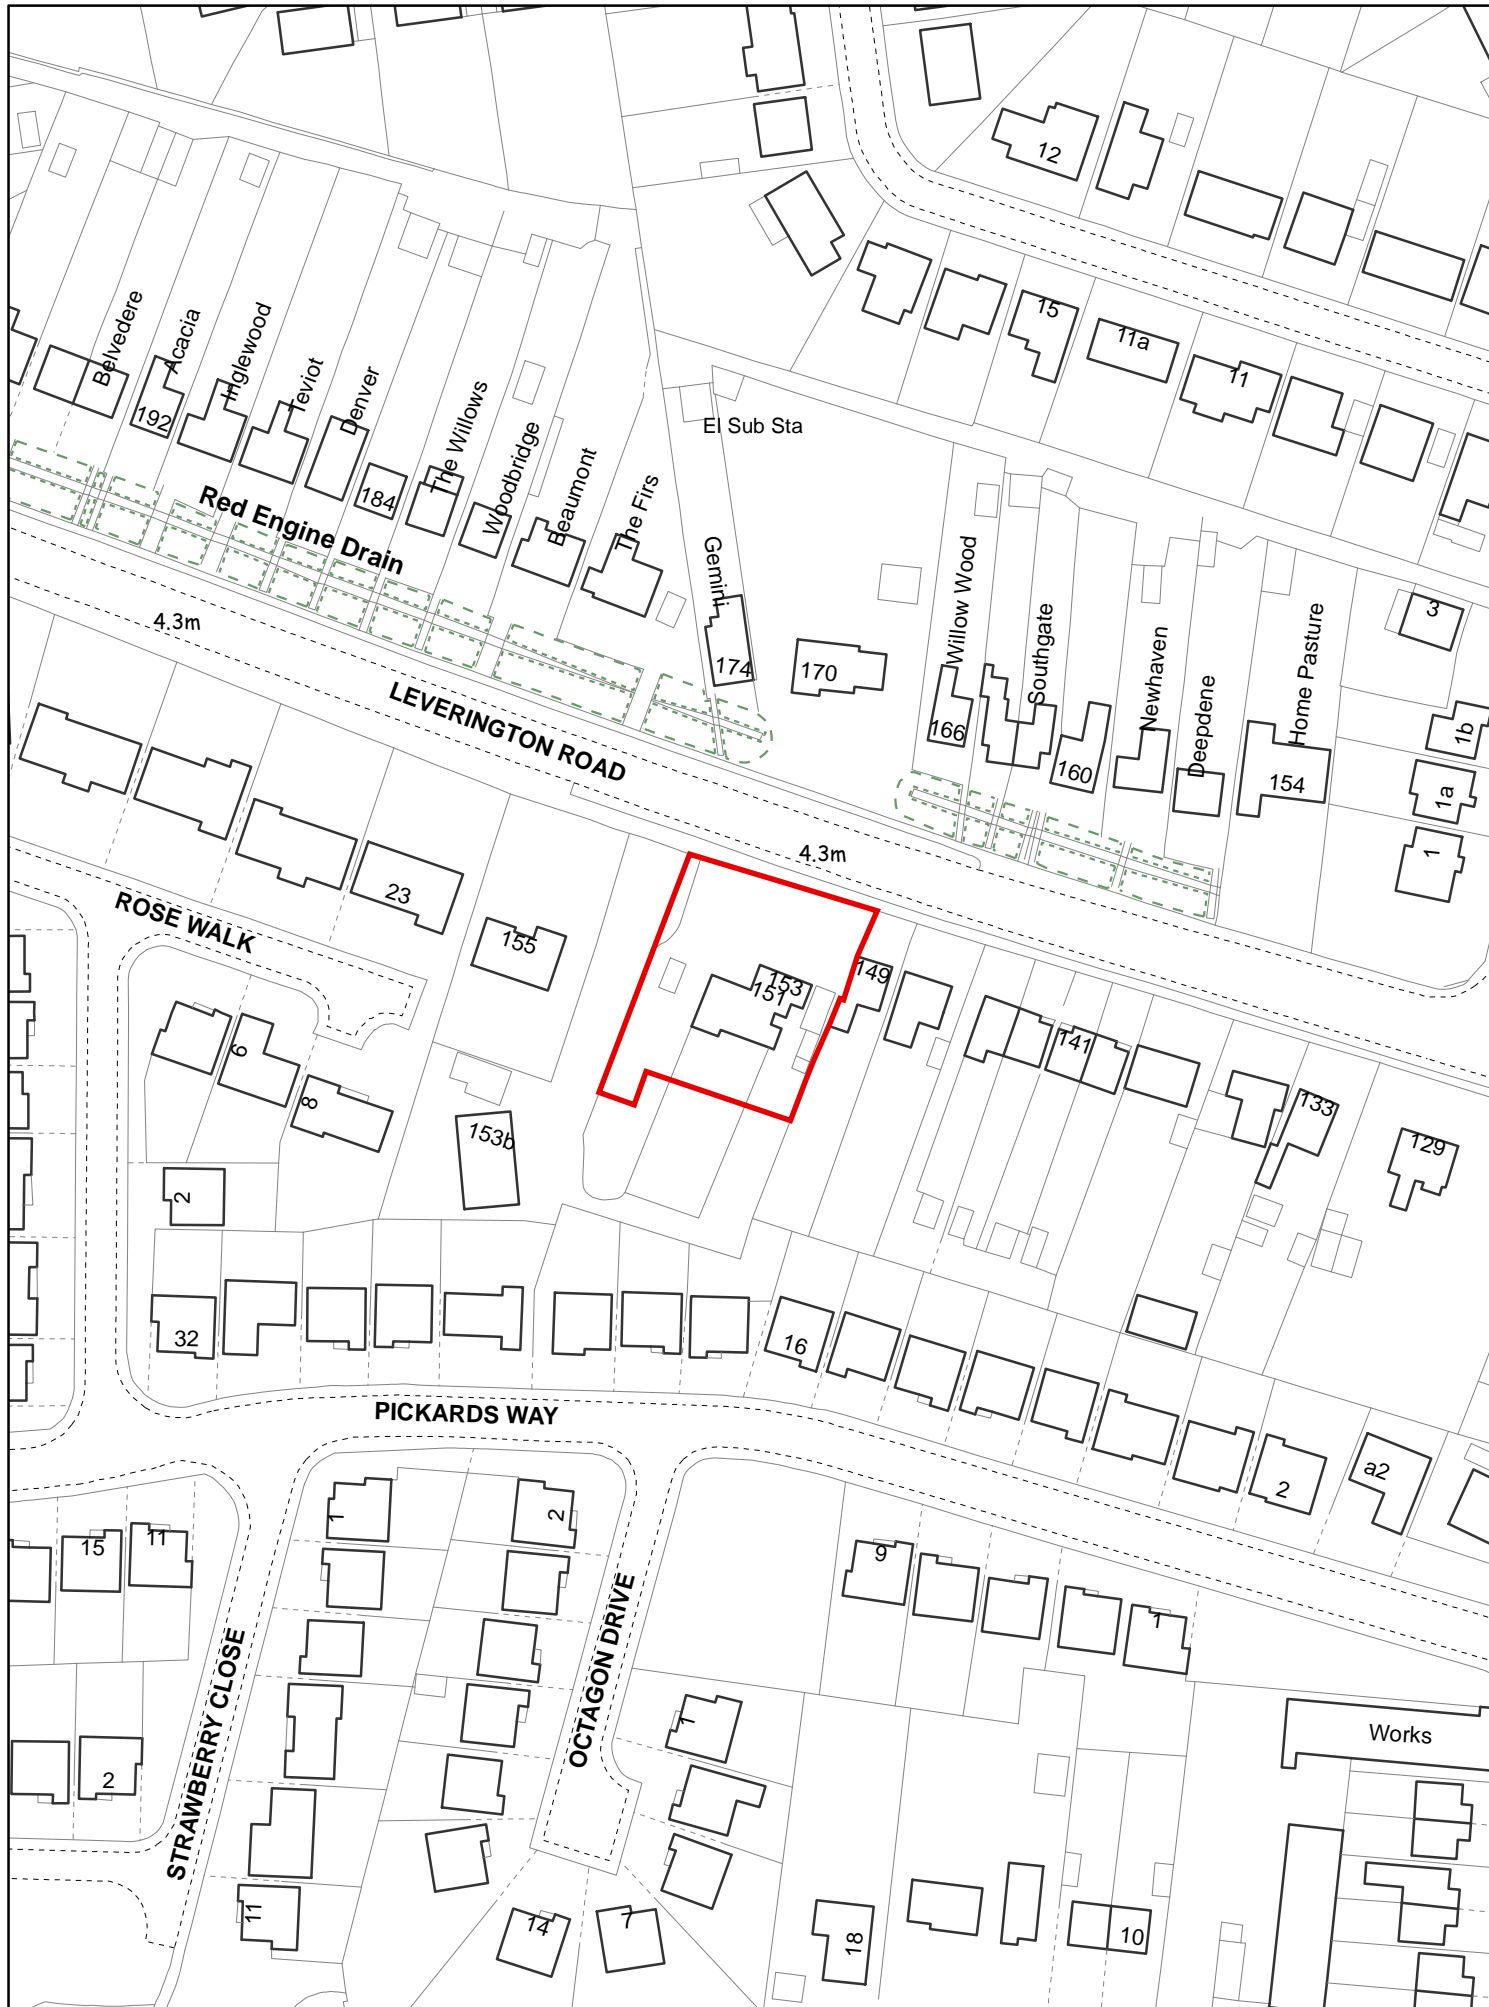 12
15
11a
11
Belvedere
Acacia
192
Inglewood
Teviot
Denver
184
The Willows
Woodbridge
Beaumont
The Firs
El Sub Sta
Red Engine Drain
Gemini
174
170
Willow Wood
166
Southgate
160
Newhaven
Deepdene
Home Pasture
154
3
1b
1a
1
4.3m
LEVERINGTON ROAD
4.3m
23
155
ROSE WALK
153
151
149
141
133
129
6
8
2
153b
32
16
PICKARDS WAY
2
a2
15
11
1
2
9
1
STRAWBERRY CLOSE
OCTAGON DRIVE
1
Works
2
11
14
7
18
10